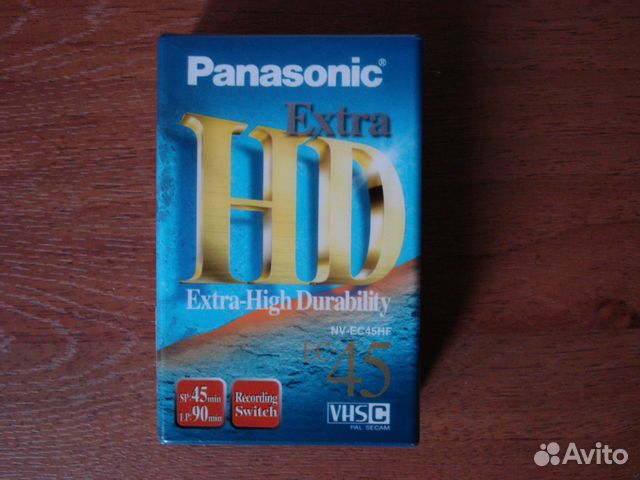 Panasonic®
Extra
HD
Extra-High Durability
NV-EC45HF
EC45
SP:45min
LP:90min
Recording
Switch
VHS C
PAL SECAM
Avito